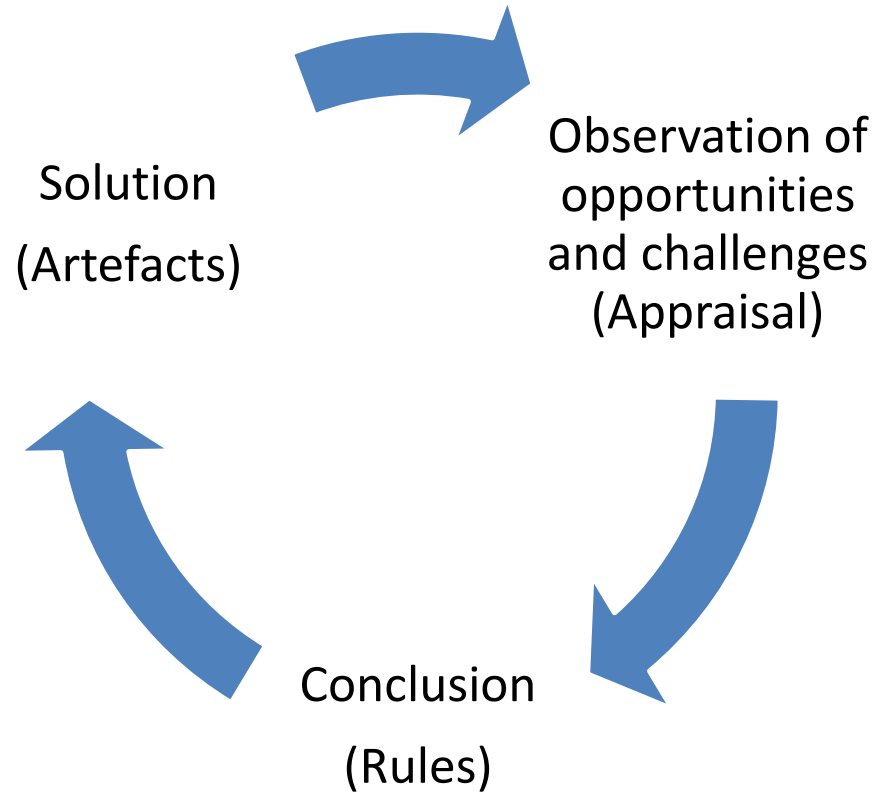 Solution
(Artefacts)
Observation of
opportunities
and challenges
(Appraisal)
Conclusion
(Rules)